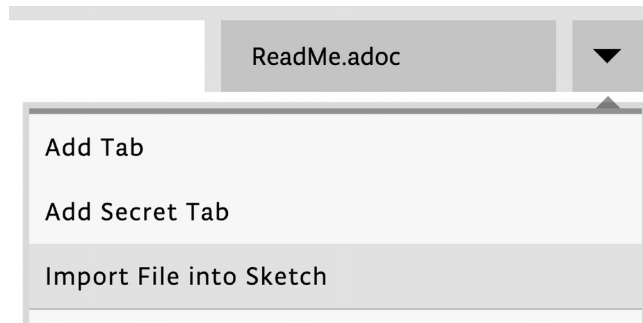 ReadMe.adoc
Add Tab
Add Secret Tab
Import File into Sketch